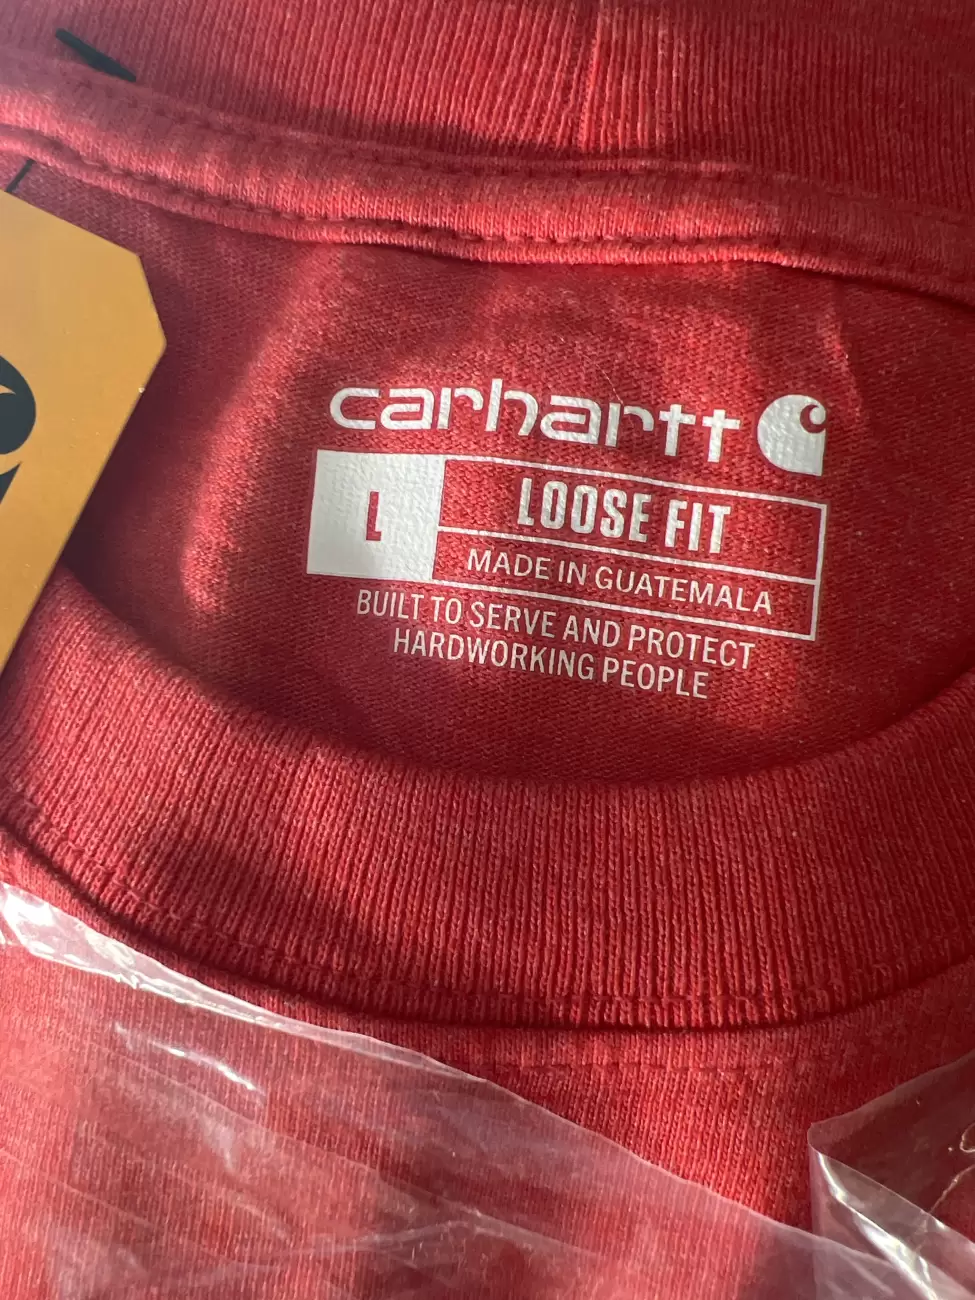 carhartt
L
LOOSE FIT
MADE IN GUATEMALA
BUILT TO SERVE AND PROTECT
HARDWORKING PEOPLE